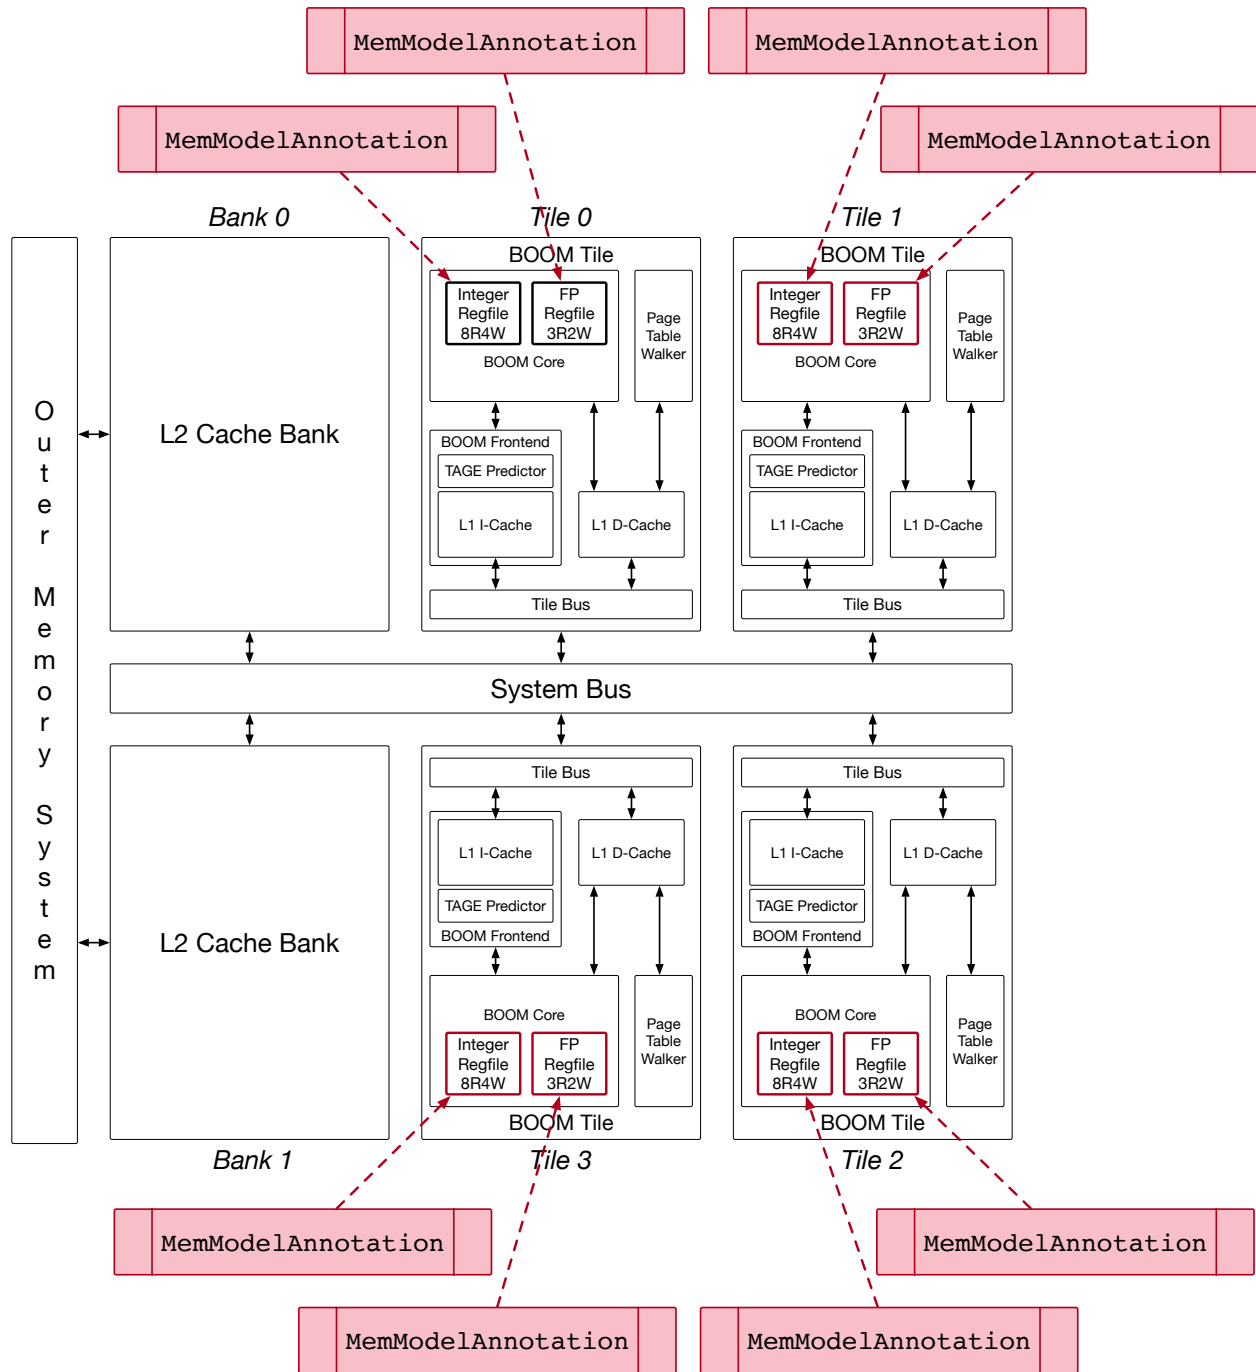 MemModelAnnotation
MemModelAnnotation
MemModelAnnotation
MemModelAnnotation
Bank 0
Tile 0
Tile 1
Outer Memory System
L2 Cache Bank
BOOM Tile
Integer
Regfile
8R4W
FP
Regfile
3R2W
BOOM Core
Page
Table
Walker
BOOM Frontend
TAGE Predictor
L1 I-Cache
L1 D-Cache
Tile Bus
BOOM Tile
Integer
Regfile
8R4W
FP
Regfile
3R2W
BOOM Core
Page
Table
Walker
BOOM Frontend
TAGE Predictor
L1 I-Cache
L1 D-Cache
Tile Bus
System Bus
L2 Cache Bank
Tile Bus
L1 I-Cache
L1 D-Cache
TAGE Predictor
BOOM Frontend
BOOM Core
Integer
Regfile
8R4W
FP
Regfile
3R2W
Page
Table
Walker
BOOM Tile
Tile Bus
L1 I-Cache
L1 D-Cache
TAGE Predictor
BOOM Frontend
BOOM Core
Integer
Regfile
8R4W
FP
Regfile
3R2W
Page
Table
Walker
BOOM Tile
Bank 1
Tile 3
Tile 2
MemModelAnnotation
MemModelAnnotation
MemModelAnnotation
MemModelAnnotation